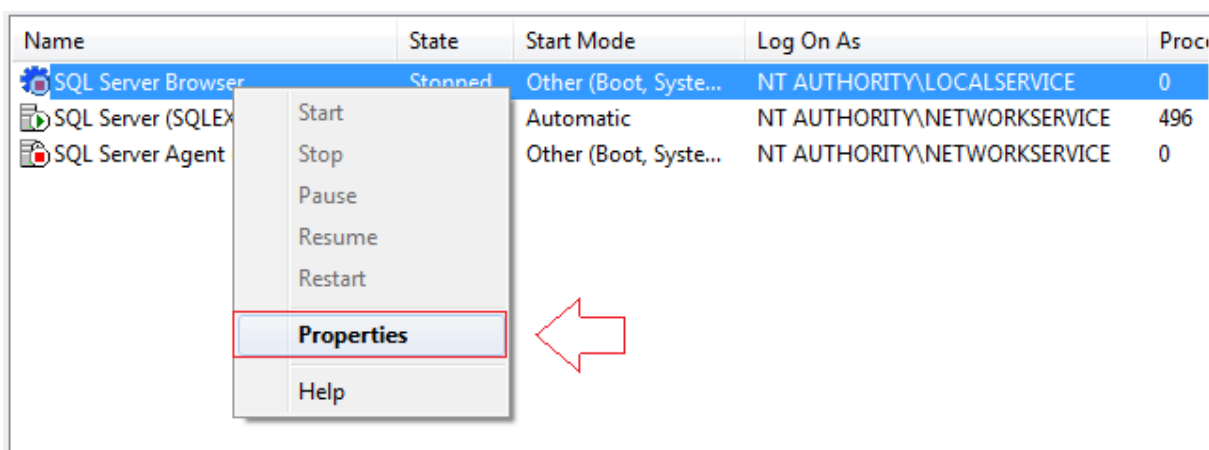 Name State Start Mode Log On As
SQL Server Browser Stopped Other (Boot, Syste... NT AUTHORITY\LOCALSERVICE 0
SQL Server (SQLEX Automatic NT AUTHORITY\NETWORKSERVICE 496
SQL Server Agent Other (Boot, Syste... NT AUTHORITY\NETWORKSERVICE 0
Start
Stop
Pause
Resume
Restart
Properties
Help